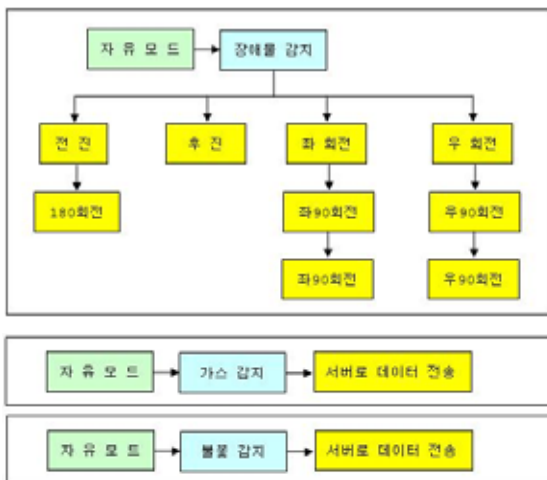 자 유 모 드
장애물 감지
전 진
후 진
좌 회전
우 회전
180회전
좌90회전
우90회전
좌90회전
우90회전
자 유 모 드
가스 감지
서버로 데이터 전송
자 유 모 드
불꽃 감지
서버로 데이터 전송